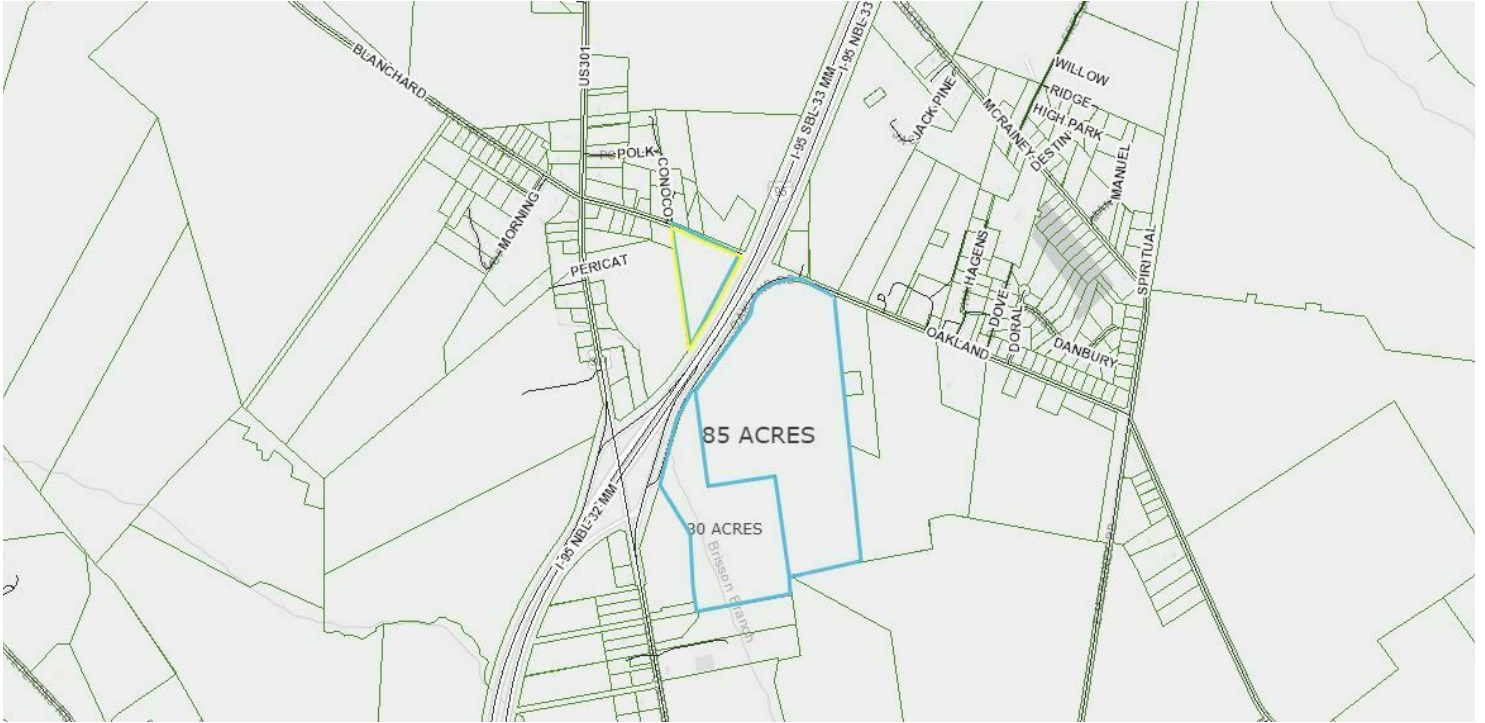 BLANCHARD
US301
I-95 SBL-33 MM
I-95 NBL-33
WILLOW
RIDGE
HIGH PARK
JACK PINE
MCRAINEY
DESTIN
MANUEL
POLK
CONOCO
95
MORNING
PERICAT
HAGENS
SPIRITUAL
DOVE
DORAL
OAKLAND
DANBURY
301
85 ACRES
I-95 NBL-32 MM
30 ACRES
Brisson Branch